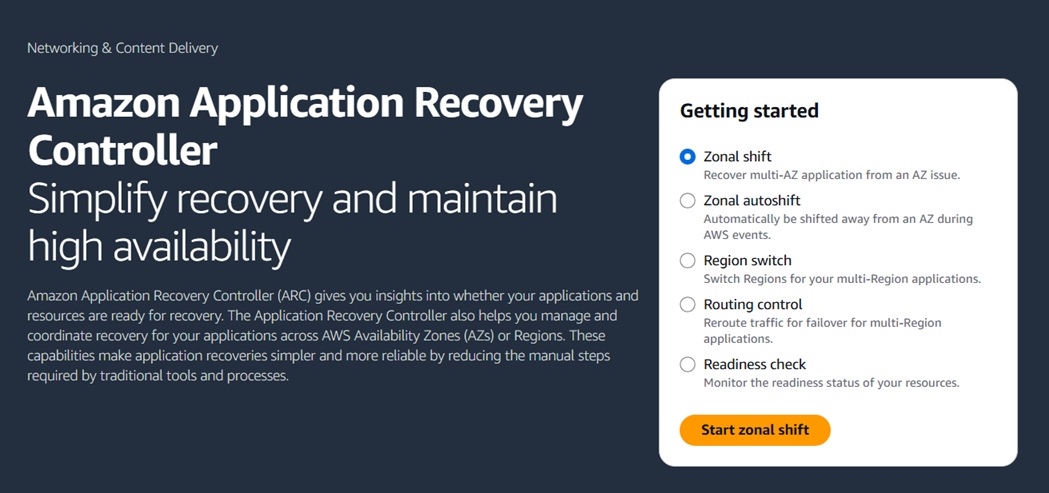 Networking & Content Delivery
Amazon Application Recovery
Controller
Simplify recovery and maintain
high availability
Amazon Application Recovery Controller (ARC) gives you insights into whether your applications and
resources are ready for recovery. The Application Recovery Controller also helps you manage and
coordinate recovery for your applications across AWS Availability Zones (AZs) or Regions. These
capabilities make application recoveries simpler and more reliable by reducing the manual steps
required by traditional tools and processes.
Getting started
Zonal shift
Recover multi-AZ application from an AZ issue.
Zonal autoshift
Automatically be shifted away from an AZ during
AWS events.
Region switch
Switch Regions for your multi-Region applications.
Routing control
Reroute traffic for failover for multi-Region
applications.
Readiness check
Monitor the readiness status of your resources.
Start zonal shift